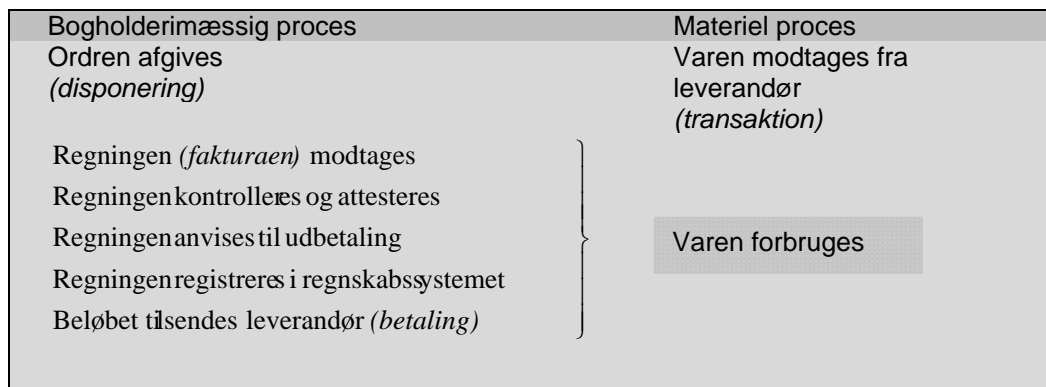 Bogholderimæssig proces
Materiel proces
Ordren afgives
(disponering)
Varen modtages fra
leverandør
(transaktion)
Regningen (fakturaen) modtages
Regningen kontrolleres og attesteres
Regningen anvises til udbetaling
Regningen registreres i regnskabssystemet
Beløbet tilsendes leverandør (betaling)
Varen forbruges